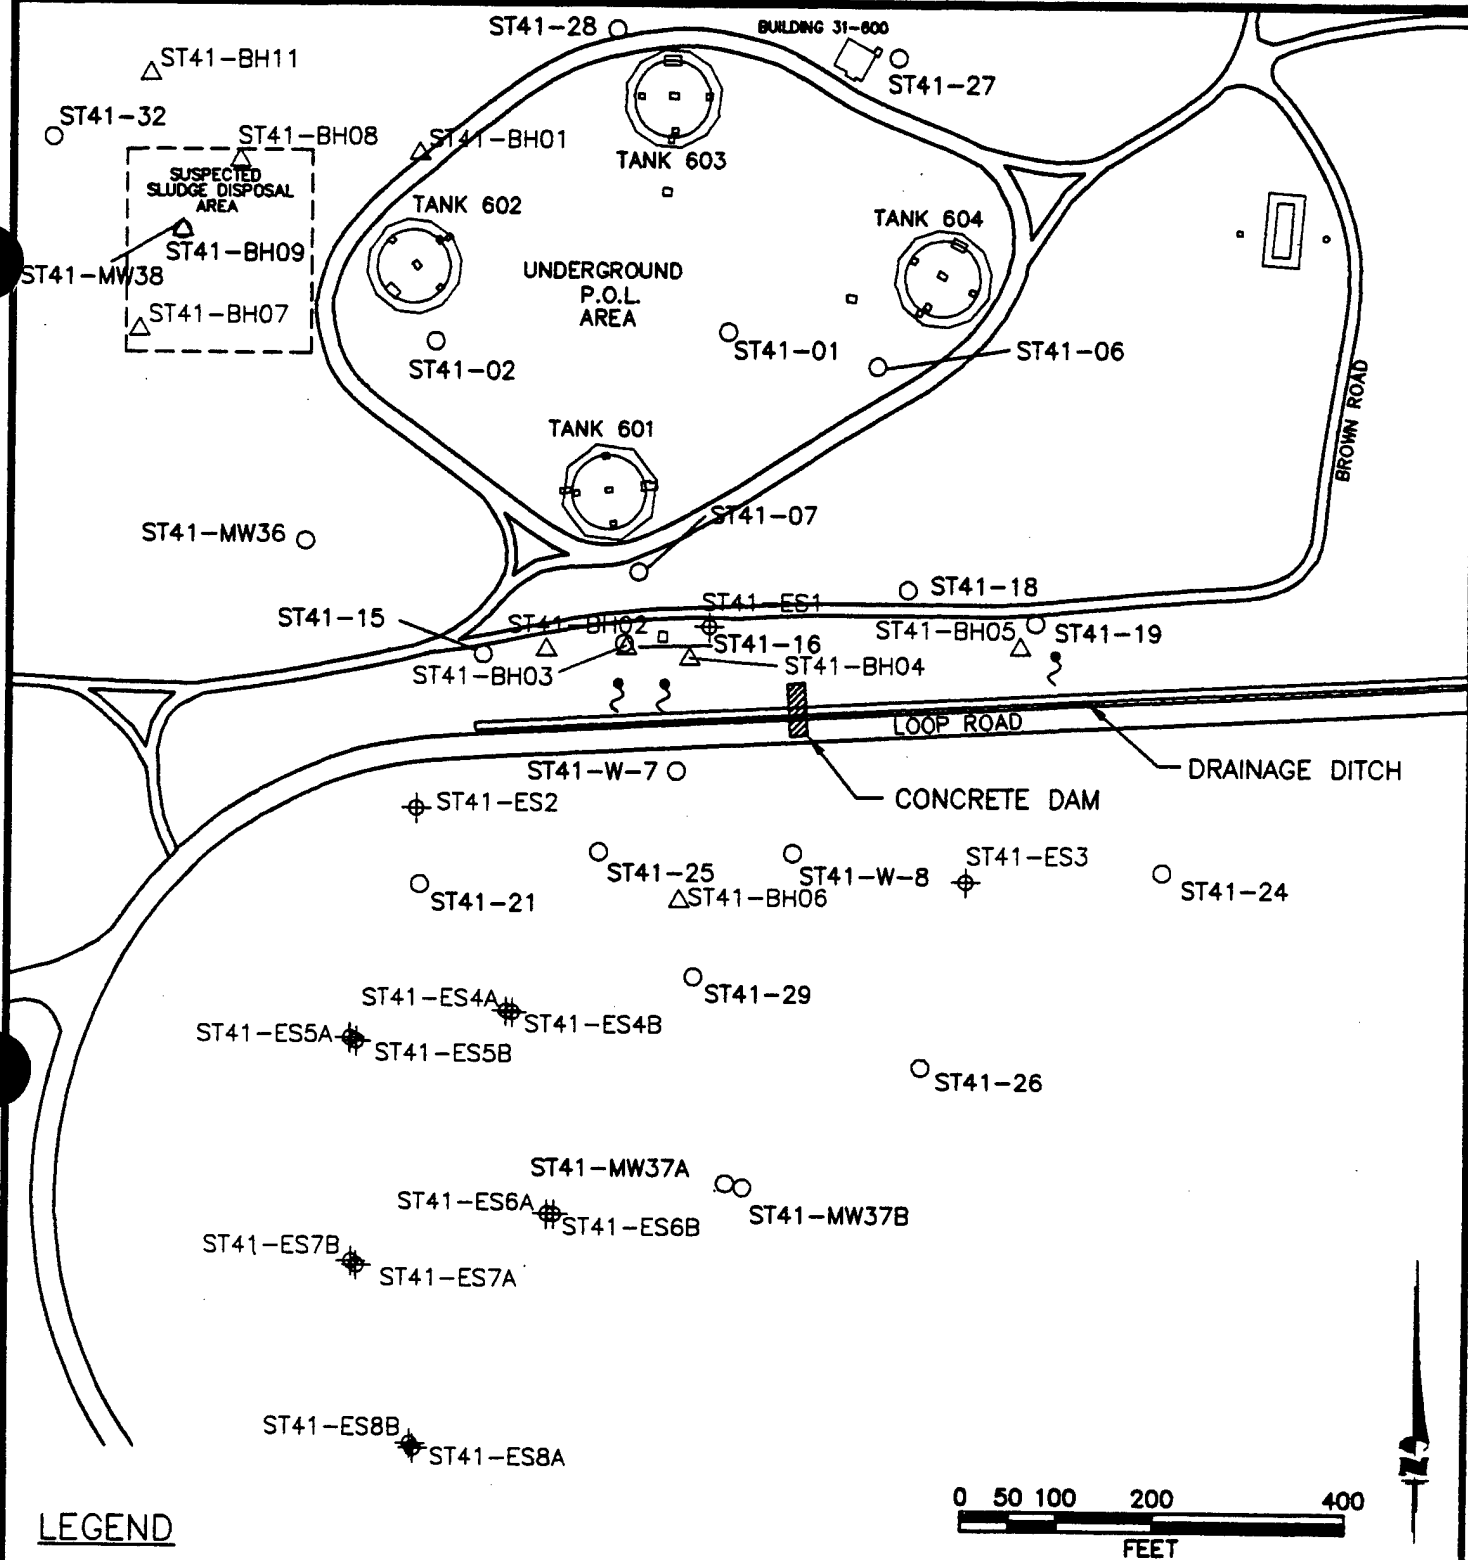 ST41-28
BUILDING 31-600
ST41-BH11
ST41-27
ST41-32
ST41-BH08
ST41-BH01
TANK 603
SUSPECTED
SLUDGE DISPOSAL
AREA
TANK 602
TANK 604
ST41-BH09
ST41-MW38
UNDERGROUND
P.O.L.
AREA
ST41-BH07
ST41-01
ST41-06
ST41-02
BROWN ROAD
TANK 601
ST41-07
ST41-MW36
ST41-18
ST41-ES1
ST41-15
ST41-BH02
ST41-16
ST41-BH05
ST41-19
ST41-BH03
ST41-BH04
LOOP ROAD
ST41-W-7
DRAINAGE DITCH
ST41-ES2
CONCRETE DAM
ST41-25
ST41-W-8
ST41-ES3
ST41-21
ST41-BH06
ST41-24
ST41-29
ST41-ES4A
ST41-ES4B
ST41-ES5A
ST41-ES5B
ST41-26
ST41-MW37A
ST41-ES6A
ST41-MW37B
ST41-ES6B
ST41-ES7B
ST41-ES7A
ST41-ES8B
ST41-ES8A
N
0 50 100 200 400
FEET
LEGEND